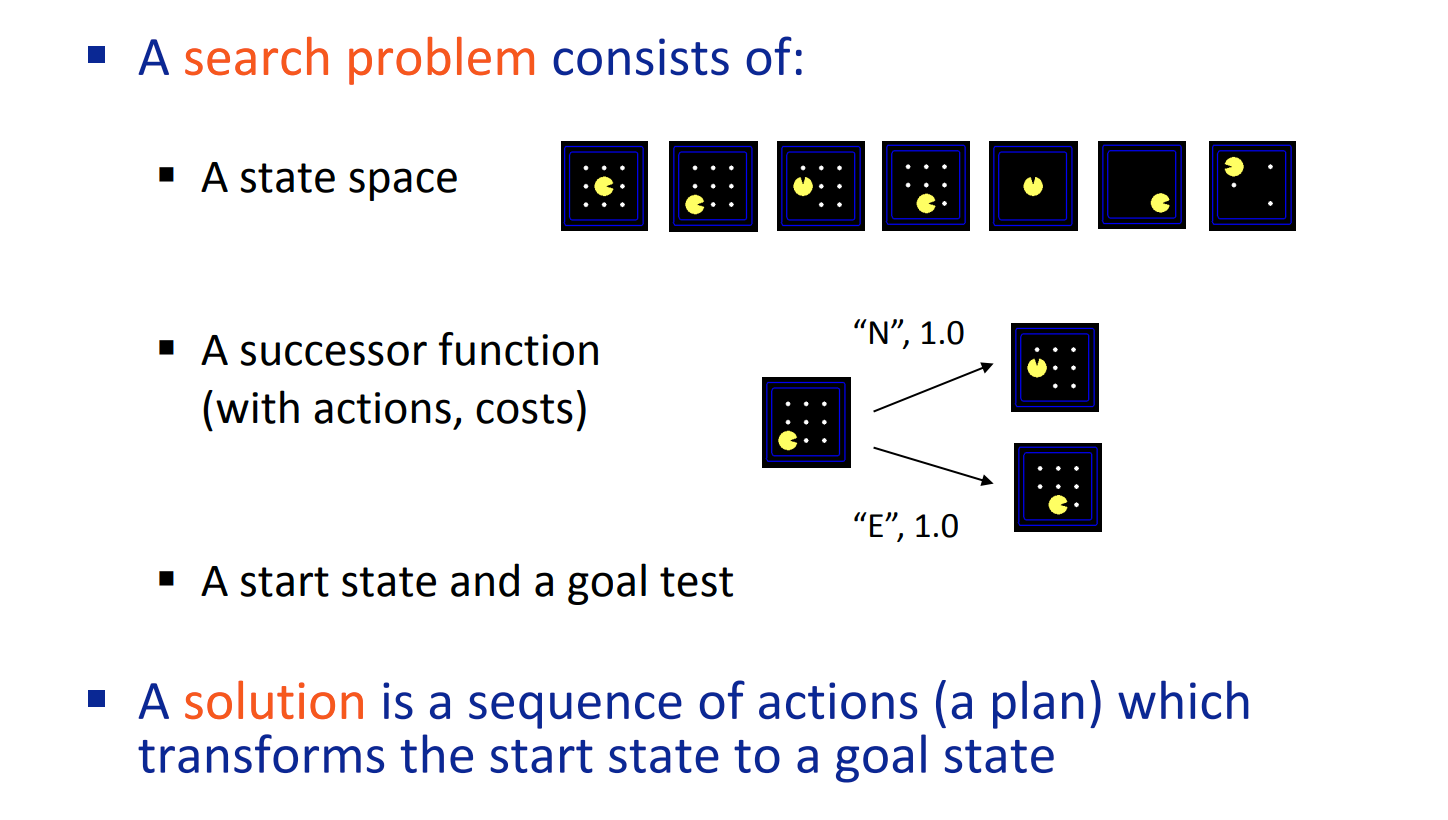 ▪ A search problem consists of:
▪ A state space
▪ A successor function
(with actions, costs)
“N”, 1.0
“E”, 1.0
▪ A start state and a goal test
▪ A solution is a sequence of actions (a plan) which
transforms the start state to a goal state